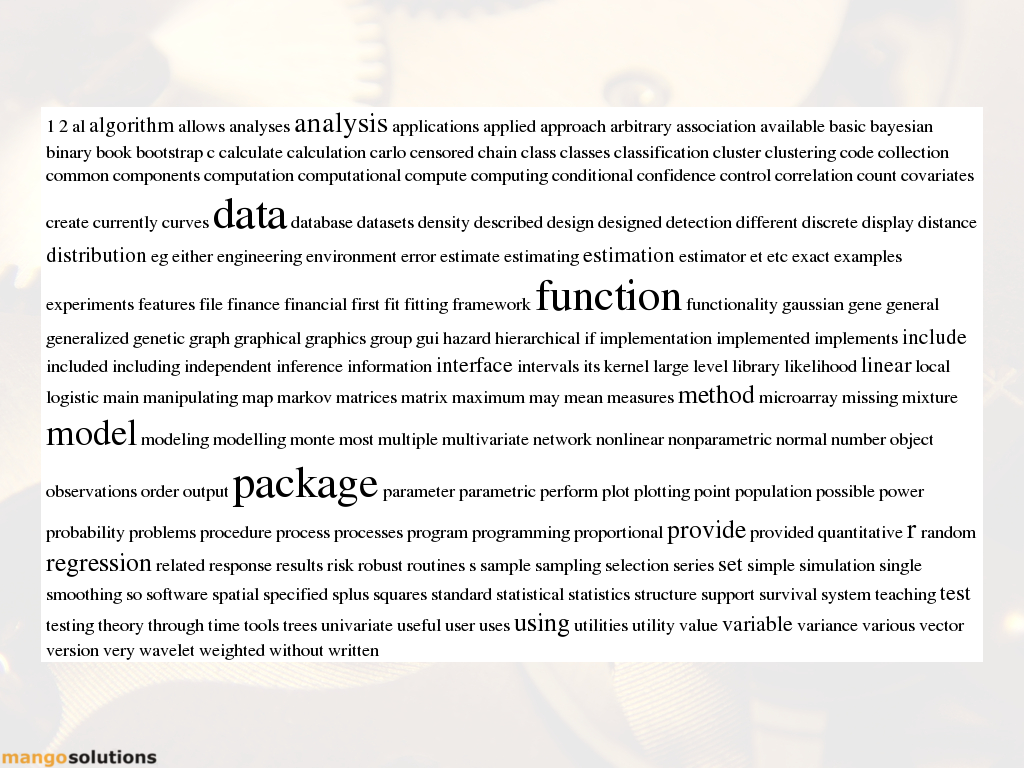 1 2 al algorithm allows analyses analysis applications applied approach arbitrary association available basic bayesian
binary book bootstrap c calculate calculation carlo censored chain class classes classification cluster clustering code collection
common components computation computational compute computing conditional confidence control correlation count covariates
create currently curves data database datasets density described design designed detection different discrete display distance
distribution eg either engineering environment error estimate estimating estimation estimator et etc exact examples
experiments features file finance financial first fit fitting framework function functionality gaussian gene general
generalized genetic graph graphical graphics group gui hazard hierarchical if implementation implemented implements include
included including independent inference information interface intervals its kernel large level library likelihood linear local
logistic main manipulating map markov matrices matrix maximum may mean measures method microarray missing mixture
model modeling modelling monte most multiple multivariate network nonlinear nonparametric normal number object
observations order output package parameter parametric perform plot plotting point population possible power
probability problems procedure process processes program programming proportional provide provided quantitative r random
regression related response results risk robust routines s sample sampling selection series set simple simulation single
smoothing so software spatial specified splus squares standard statistical statistics structure support survival system teaching test
testing theory through time tools trees univariate useful user uses using utilities utility value variable variance various vector
version very wavelet weighted without written
mangosolutions